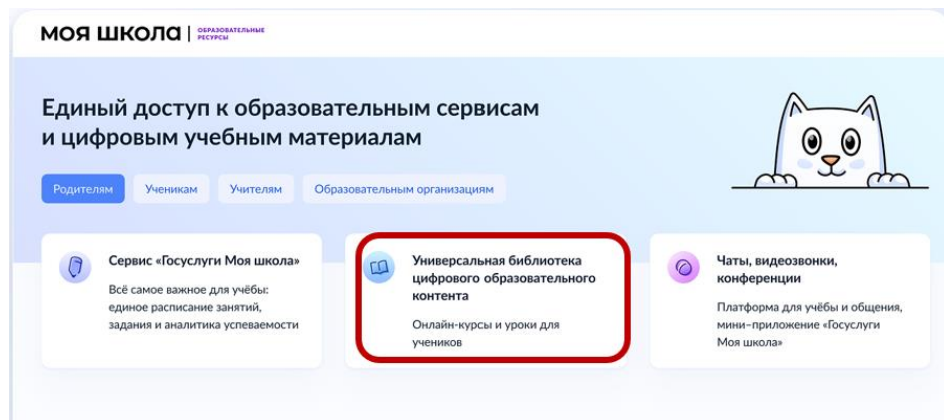 МОЯ ШКОЛА | ОБРАЗОВАТЕЛЬНЫЕ
РЕСУРСЫ
Единый доступ к образовательным сервисам
и цифровым учебным материалам
Родителям Ученикам Учителям Образовательным организациям
Сервис «Госуслуги Моя школа»
Всё самое важное для учёбы:
единое расписание занятий,
задания и аналитика успеваемости
Универсальная библиотека
цифрового образовательного
контента
Онлайн-курсы и уроки для
учеников
Чаты, видеозвонки,
конференции
Платформа для учёбы и общения,
мини-приложение «Госуслуги
Моя школа»